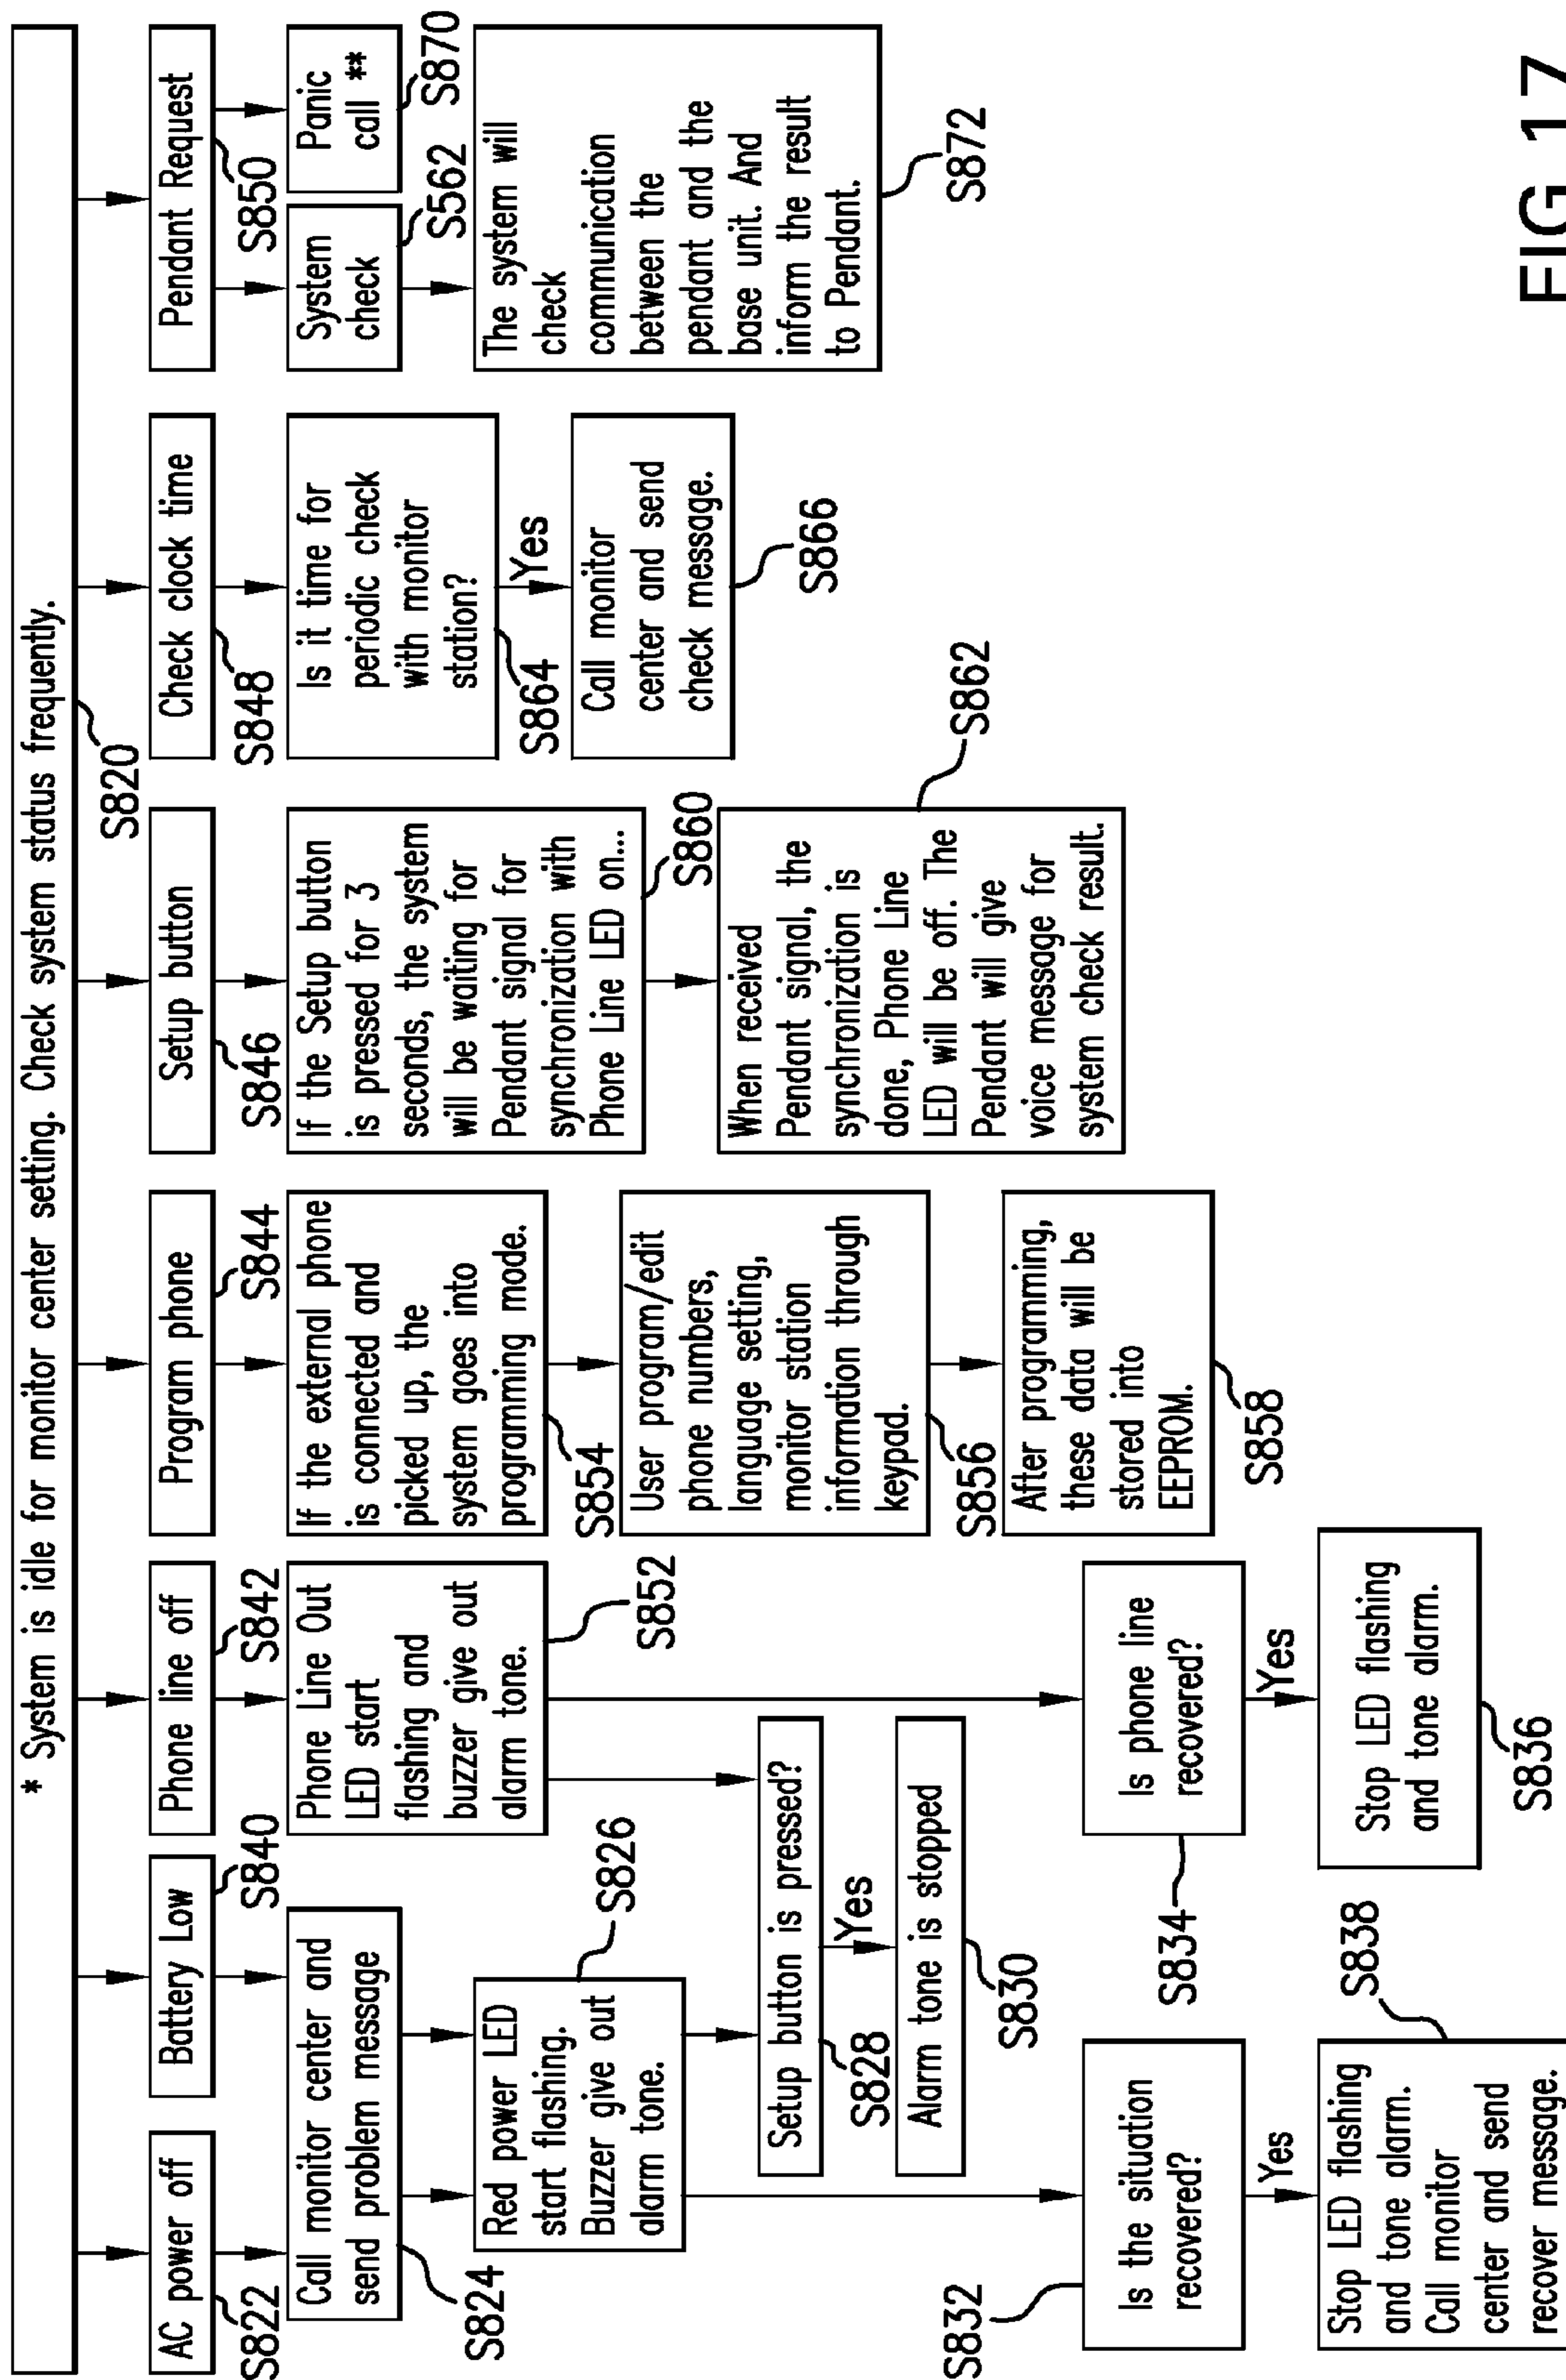 * System is idle for monitor center setting. Check system status frequently.
S820
AC power off
S822
Battery Low
S840
Phone line off
S842
Program phone
S844
Setup button
S846
Check clock time
S848
Pendant Request
S850
Call monitor center and
send problem message
S824
Red power LED
start flashing.
Buzzer give out
alarm tone.
S826
Phone Line Out
LED start
flashing and
buzzer give out
alarm tone.
S852
Setup button is pressed?
S828
Yes
Alarm tone is stopped
S830
Is the situation
recovered?
S832
Yes
Stop LED flashing
and tone alarm.
Call monitor
center and send
recover message.
S838
Is phone line
recovered?
S834
Yes
Stop LED flashing
and tone alarm.
S836
If the external phone
is connected and
picked up, the
system goes into
programming mode.
S854
User program/edit
phone numbers,
language setting,
monitor station
information through
keypad.
S856
After programming,
these data will be
stored into
EEPROM.
S858
If the Setup button
is pressed for 3
seconds, the system
will be waiting for
Pendant signal for
synchronization with
Phone Line LED on...
S860
When received
Pendant signal, the
synchronization is
done, Phone Line
LED will be off. The
Pendant will give
voice message for
system check result.
S862
Is it time for
periodic check
with monitor
station?
S864
Yes
Call monitor
center and send
check message.
S866
System
check
S562
Panic
call **
S870
The system will
check
communication
between the
pendant and the
base unit. And
inform the result
to Pendant.
S872
FIG 17